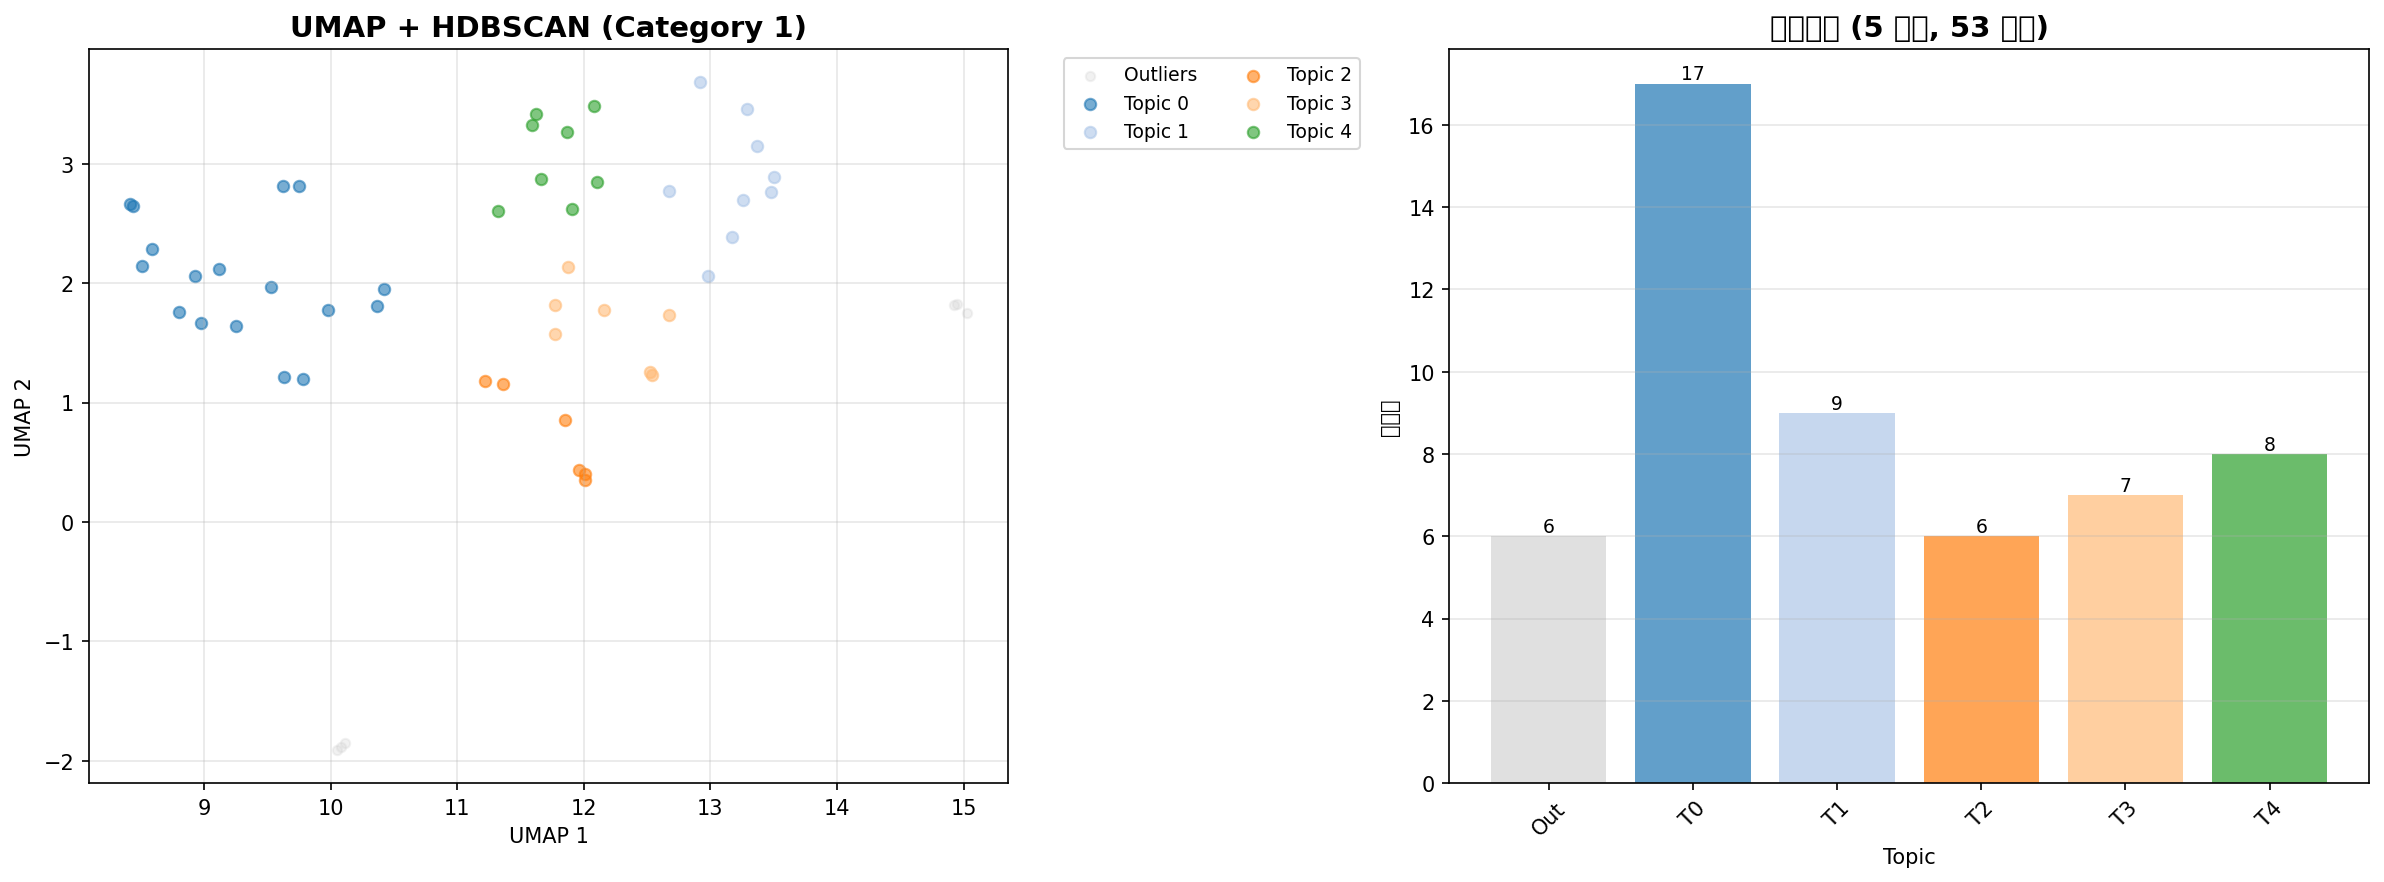 UMAP + HDBSCAN (Category 1)
UMAP 2
3
2
1
0
−1
−2
9 10 11 12 13 14 15
UMAP 1
Outliers
Topic 0
Topic 1
Topic 2
Topic 3
Topic 4
(5 , 53 )
16
14
12
10
8
6
4
2
0
6
17
9
6
7
8
Out T0 T1 T2 T3 T4
Topic